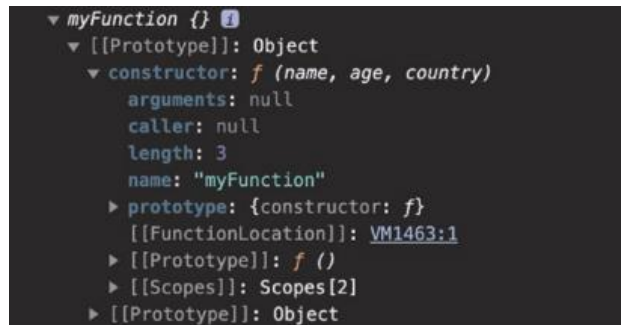 ▼ myFunction {} i
▼ [[Prototype]]: Object
▼ constructor: ƒ (name, age, country)
arguments: null
caller: null
length: 3
name: "myFunction"
▶ prototype: {constructor: ƒ}
[[FunctionLocation]]: VM1463:1
▶ [[Prototype]]: ƒ ()
▶ [[Scopes]]: Scopes[2]
▶ [[Prototype]]: Object